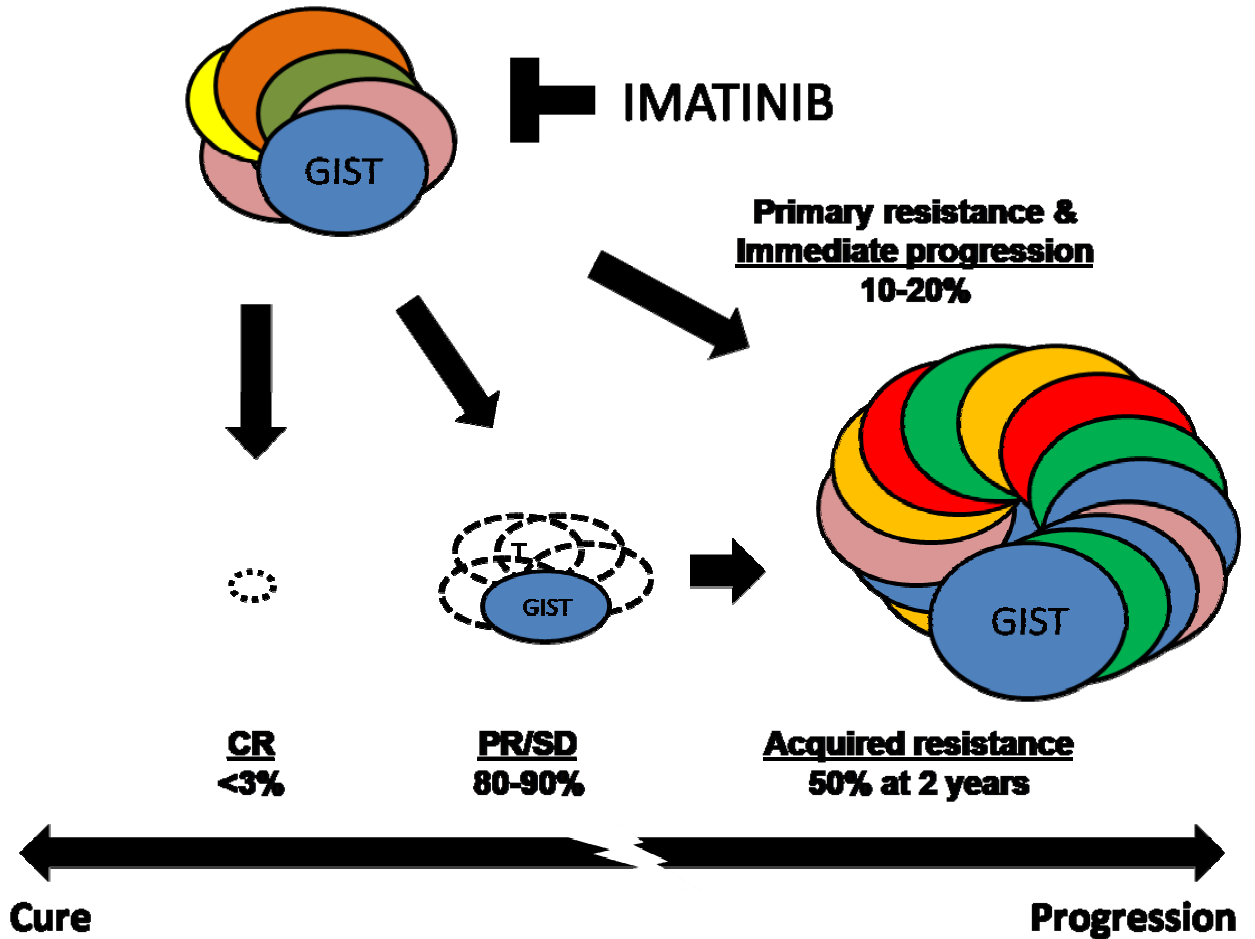 GIST
IMATINIB
Primary resistance &
Immediate progression
10-20%
T
GIST
GIST
CR
<3%
PR/SD
80-90%
Acquired resistance
50% at 2 years
Cure
Progression